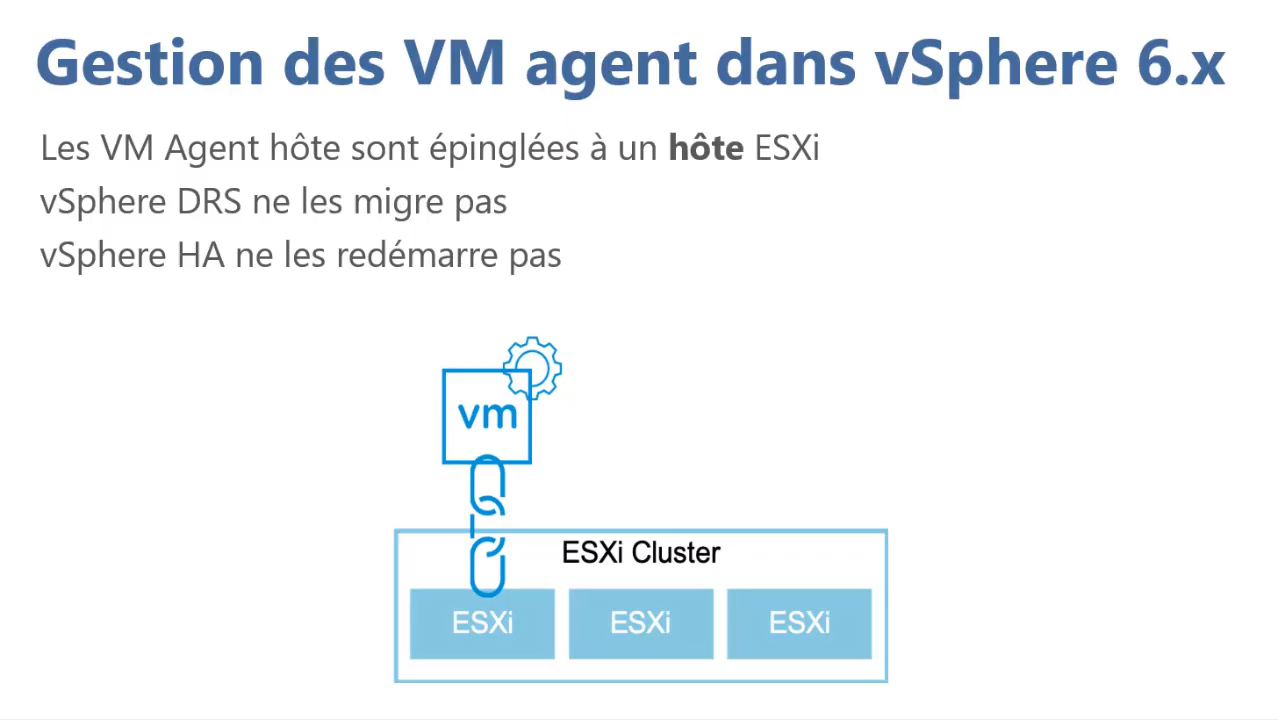 Gestion des VM agent dans vSphere 6.x
Les VM Agent hôte sont épinglées à un hôte ESXi
vSphere DRS ne les migre pas
vSphere HA ne les redémarre pas
vm
ESXi Cluster
ESXi ESXi ESXi